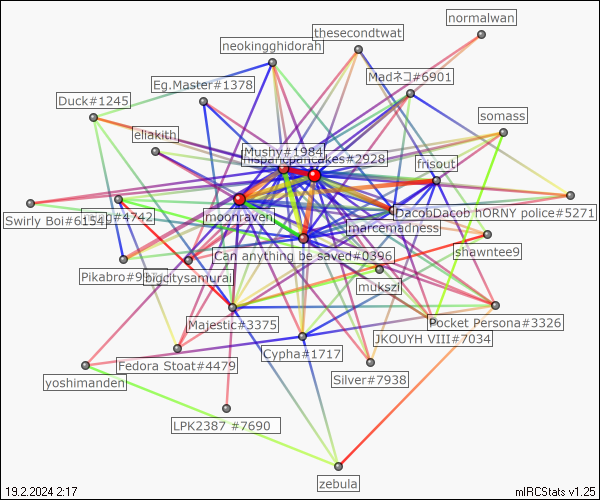 normalwan
thesecondtwat
neokingghidorah
Madネコ#6901
Eg.Master#1378
Duck#1245
somass
eliakith
Mushy#1984
hispanicpancakes#2928
frisout
Swirly Boi#6154
#4742
moonraven
DacobDacob hORNY police#5271
marcemadness
shawntee9
Can anything be saved#0396
Pikabro#9
bigcitysamurai
mukszi
Majestic#3375
Pocket Persona#3326
JKOUYH VIII#7034
Cypha#1717
Fedora Stoat#4479
yoshimanden
Silver#7938
LPK2387 #7690
zebula
19.2.2024 2:17
mIRCStats v1.25